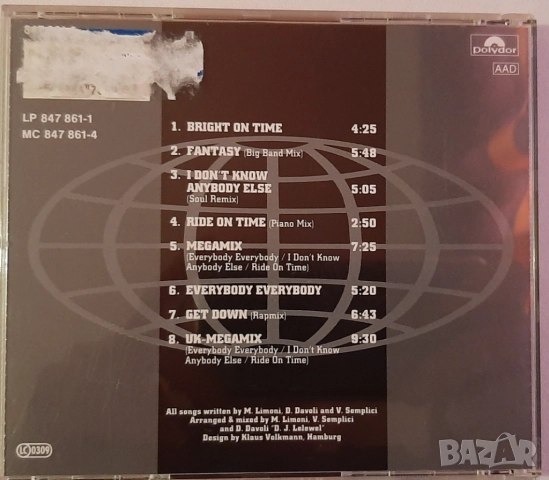 Polydor
AAD
LP 847 861-1
MC 847 861-4
1. BRIGHT ON TIME 4:25
2. FANTASY (Big Band Mix) 5:48
3. I DON'T KNOW
ANYBODY ELSE 5:05
(Soul Remix)
4. RIDE ON TIME (Piano Mix) 2:50
5. MEGAMIX 7:25
(Everybody Everybody / I Don't Know
Anybody Else / Ride On Time)
6. EVERYBODY EVERYBODY 5:20
7. GET DOWN (Rapmix) 6:43
8. UK-MEGAMIX 9:30
(Everybody Everybody / I Don't Know
Anybody Else / Ride On Time)
All songs written by M. Limoni, D. Davoli and V. Semplici
Arranged & mixed by M. Limoni, V. Semplici
and D. Davoli "D. J. Lelewel"
Design by Klaus Volkmann, Hamburg
LC 0309
BAZAR